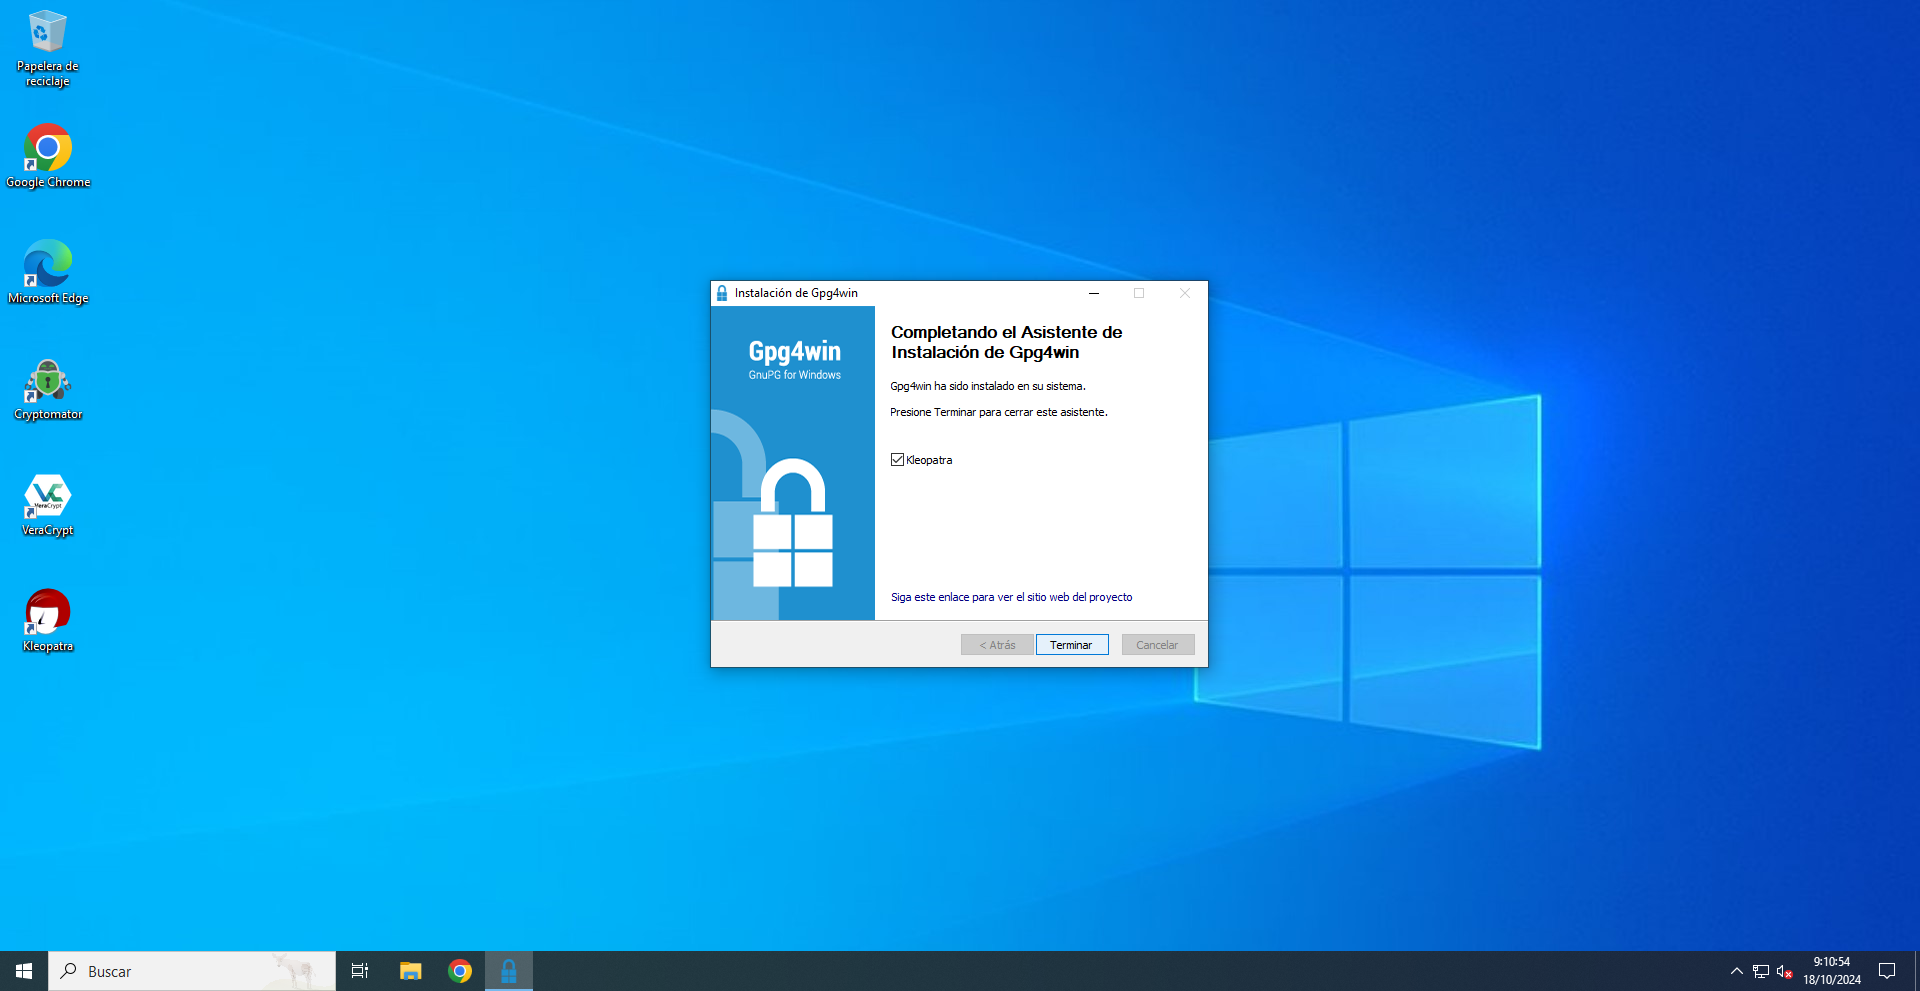 Papelera de
reciclaje
Google Chrome
Microsoft Edge
Cryptomator
VeraCrypt
VeraCrypt
Kleopatra
Instalación de Gpg4win
Gpg4win
GnuPG for Windows
Completando el Asistente de
Instalación de Gpg4win
Gpg4win ha sido instalado en su sistema.
Presione Terminar para cerrar este asistente.
Kleopatra
Siga este enlace para ver el sitio web del proyecto
< Atrás
Terminar
Cancelar
Buscar
9:10:54
18/10/2024